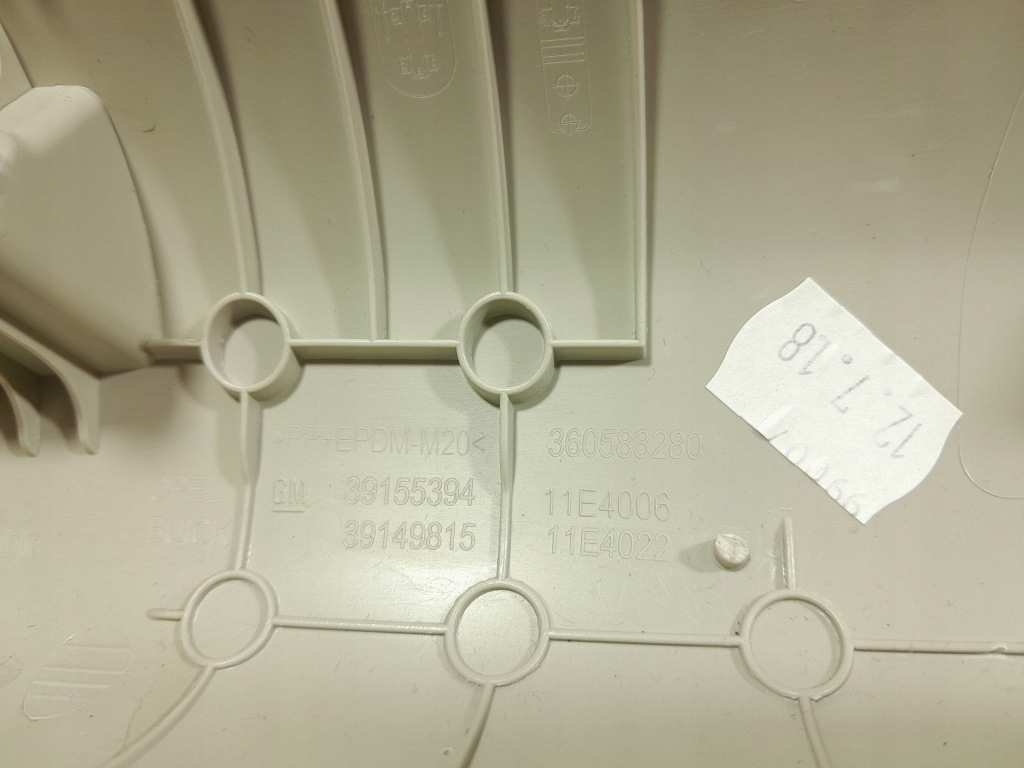 EPDM-M20<
360583280
OPEL
GM 39155394
11E4006
BUICK
39149815
11E4022
12.7.18